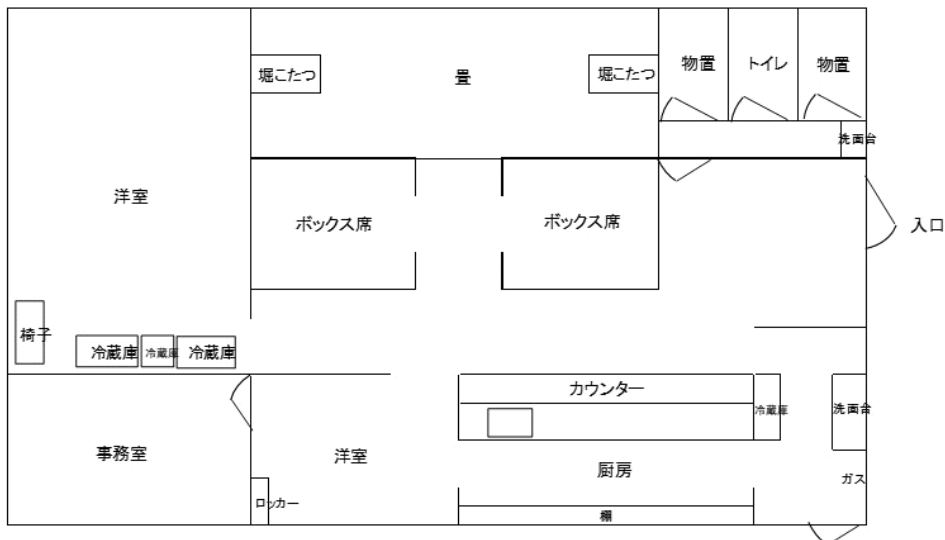 物置
トイレ
物置
堀こたつ
畳
堀こたつ
洗面台
洋室
ボックス席
ボックス席
入口
椅子
冷蔵庫
冷蔵庫
冷蔵庫
カウンター
冷蔵庫
洗面台
事務室
洋室
厨房
ガス
ロッカー
棚